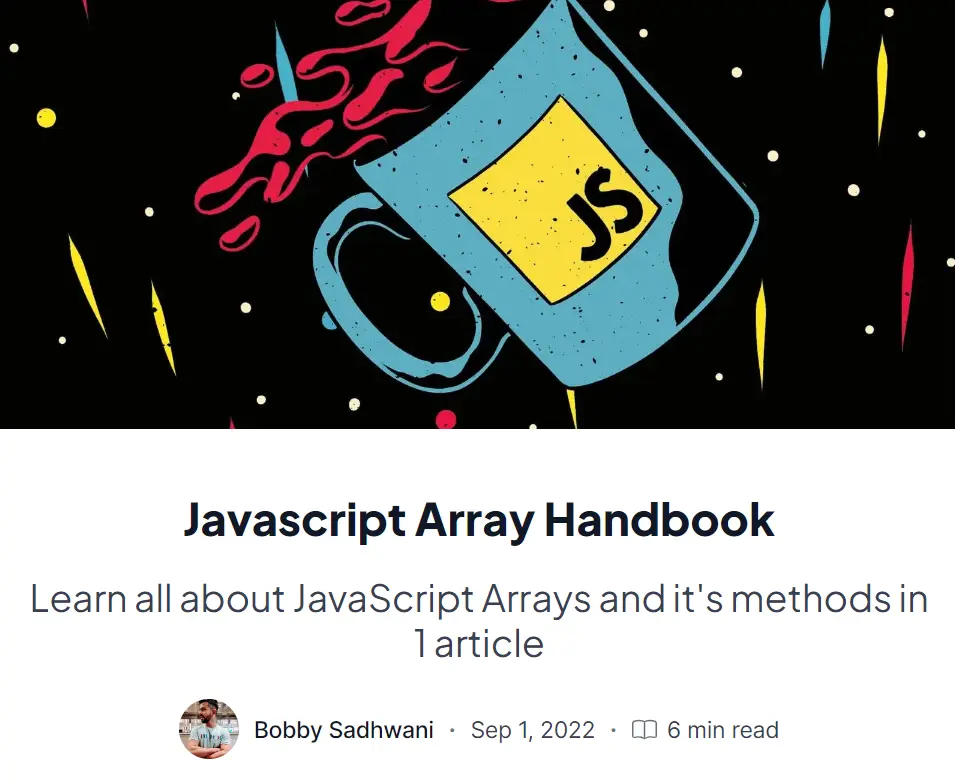 JS
Javascript Array Handbook
Learn all about JavaScript Arrays and it's methods in
1 article
Bobby Sadhwani · Sep 1, 2022 · 6 min read